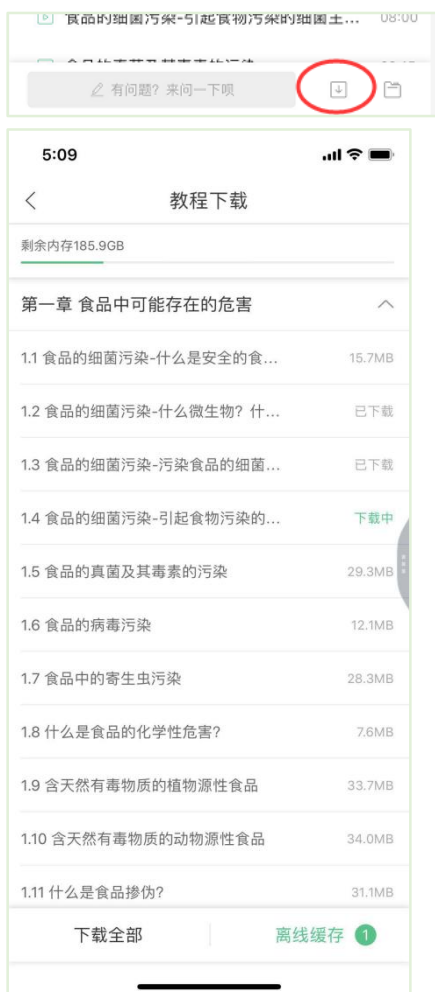 食品的细菌污染-引起食物污染的细菌主... 08:00
有问题？来问一下呗
5:09
教程下载
剩余内存185.9GB
第一章 食品中可能存在的危害
1.1 食品的细菌污染-什么是安全的食... 15.7MB
1.2 食品的细菌污染-什么微生物？什... 已下载
1.3 食品的细菌污染-污染食品的细菌... 已下载
1.4 食品的细菌污染-引起食物污染的... 下载中
1.5 食品的真菌及其毒素的污染 29.3MB
1.6 食品的病毒污染 12.1MB
1.7 食品中的寄生虫污染 28.3MB
1.8 什么是食品的化学性危害？ 7.6MB
1.9 含天然有毒物质的植物源性食品 33.7MB
1.10 含天然有毒物质的动物源性食品 34.0MB
1.11 什么是食品掺伪？ 31.1MB
下载全部 离线缓存 1